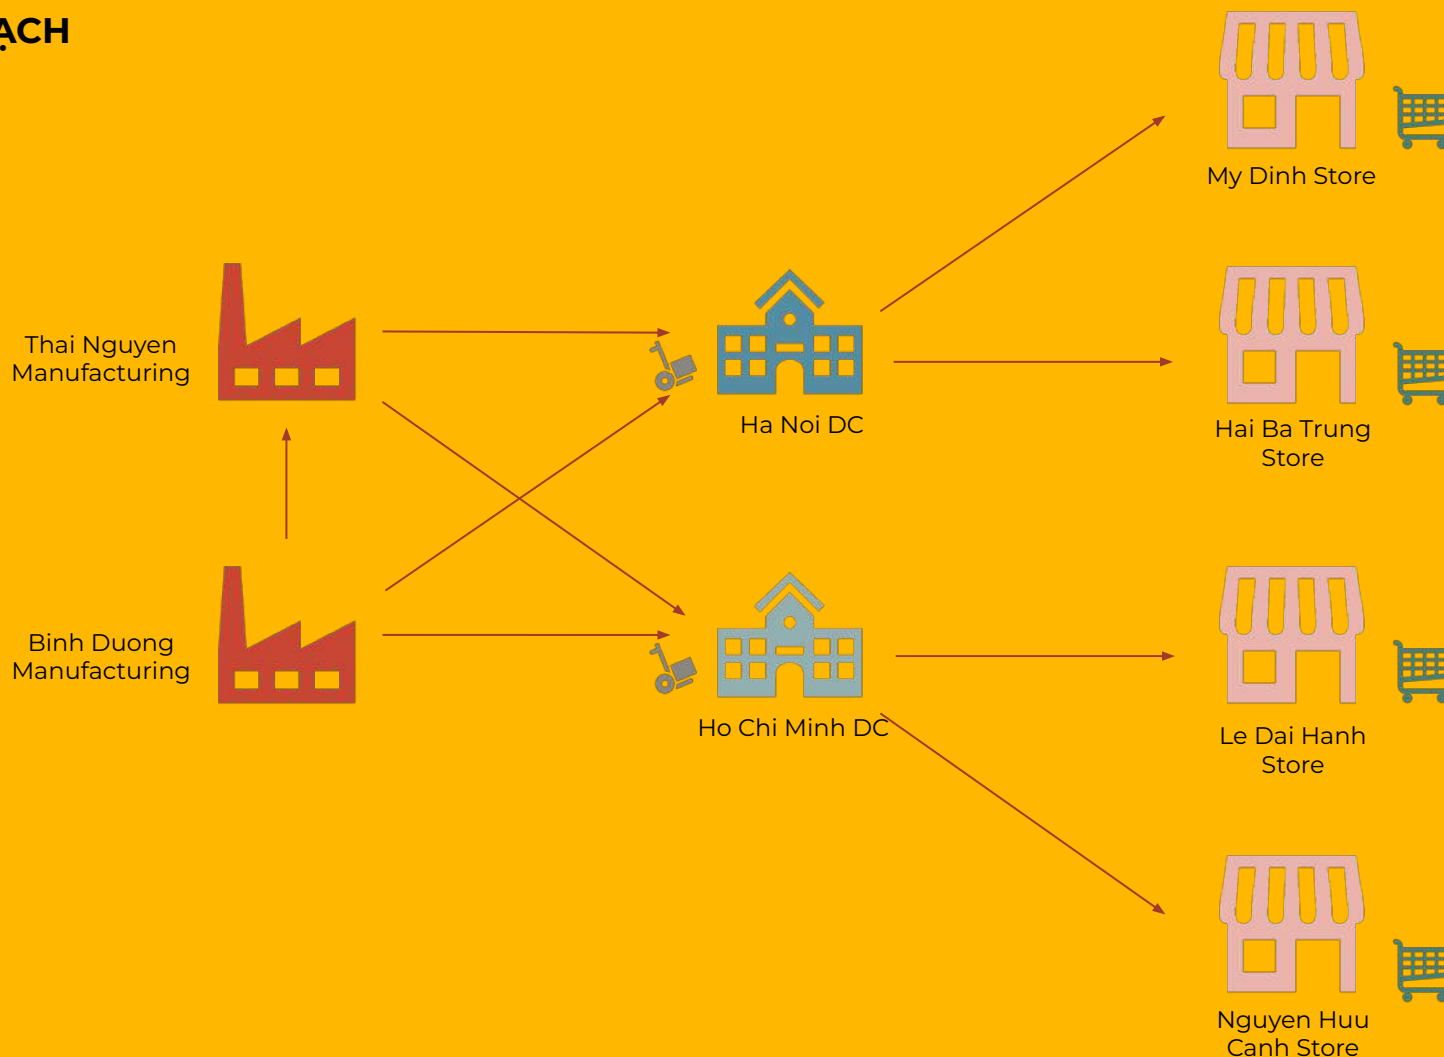 ẠCH
My Dinh Store
Thai Nguyen
Manufacturing
Ha Noi DC
Hai Ba Trung
Store
Binh Duong
Manufacturing
Ho Chi Minh DC
Le Dai Hanh
Store
Nguyen Huu
Canh Store